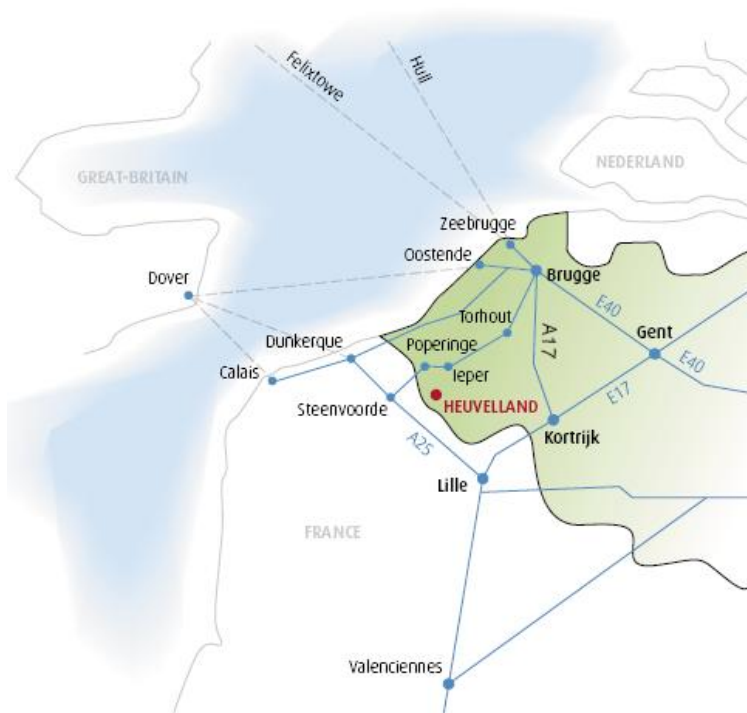 Felixtowe
Hull
NEDERLAND
GREAT-BRITAIN
Zeebrugge
Oostende
Brugge
Dover
E40
Torhout
A17
Gent
Dunkerque
Poperinge
E40
Calais
Ieper
Steenvoorde
HEUVELLAND
E17
A25
Kortrijk
Lille
FRANCE
Valenciennes